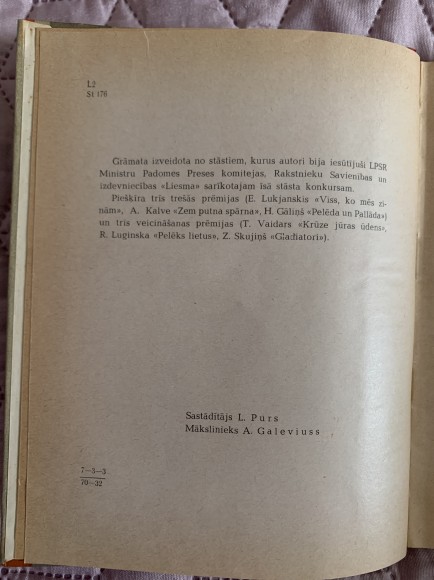 L2
St 176
Grāmata izveidota no stāstiem, kurus autori bija iesūtījuši LPSR
Ministru Padomes Preses komitejas, Rakstnieku Savienības un
izdevniecības «Liesma» sarīkotajam īsā stāsta konkursam.
Piešķira trīs trešās prēmijas (E. Lukjanskis «Viss, ko mēs zi-
nām», A. Kalve «Zem putna spārna», H. Gāliņš «Pelēda un Pallāda»)
un trīs veicināšanas prēmijas (T. Vaidars «Krūze jūras ūdens»,
R. Luginska «Pelēks lietus», Z. Skujiņš «Gladiatori»).
Sastādītājs L. Purs
Mākslinieks A. Galeviuss
7—3—3
70—32